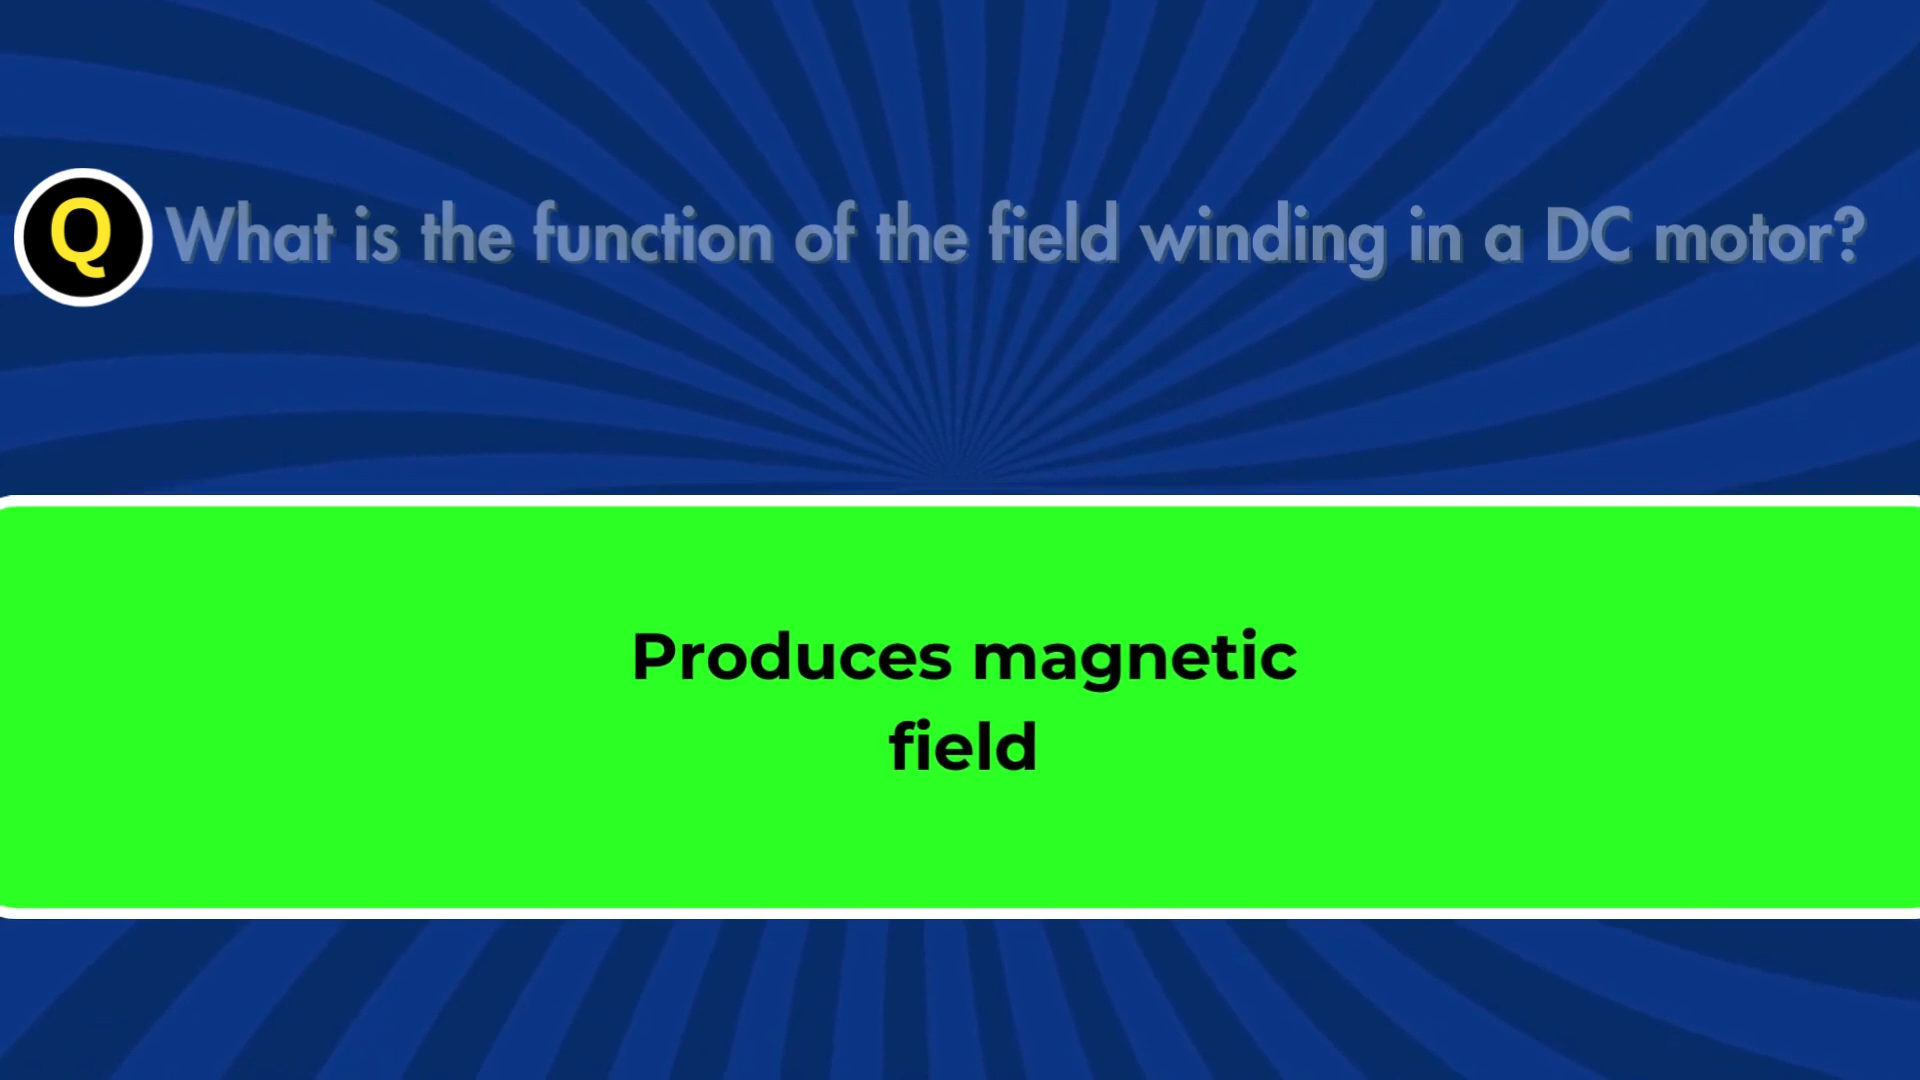 Q What is the function of the field winding in a DC motor?
Produces magnetic
field